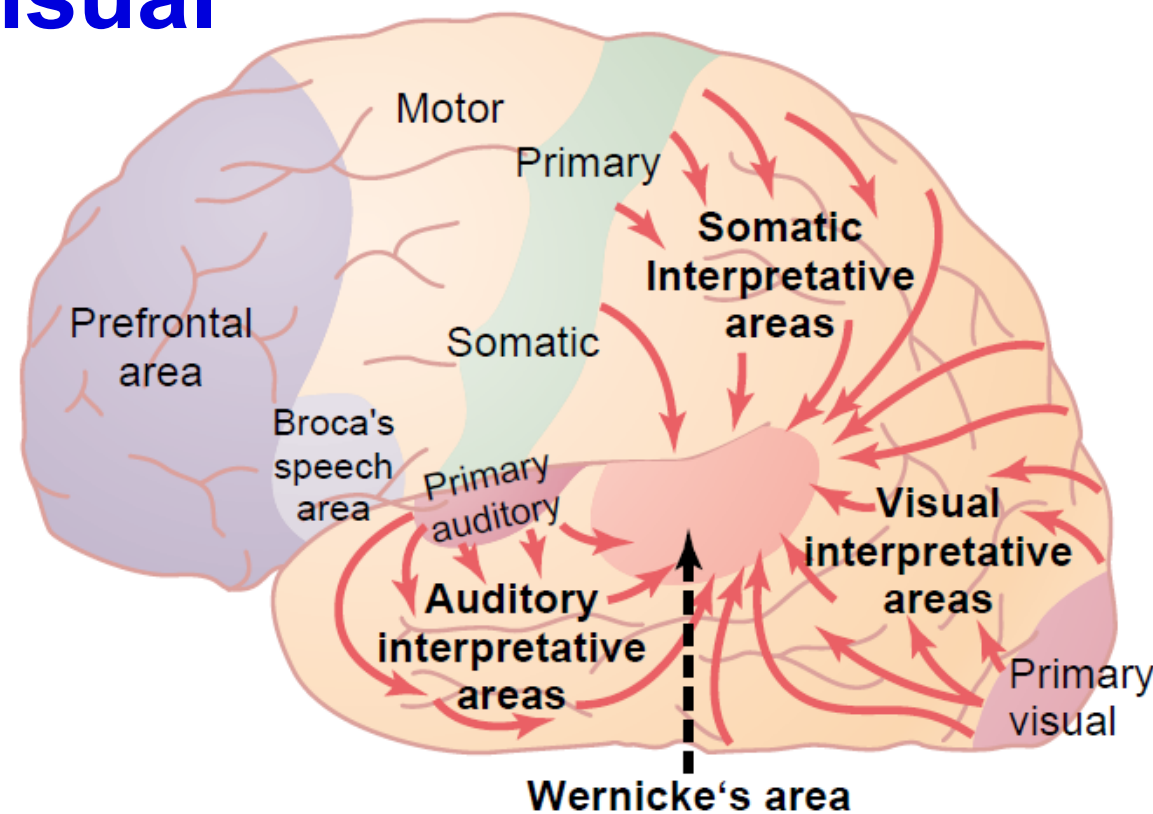 isual
Motor
Primary
Somatic
Interpretative
areas
Prefrontal
area
Somatic
Broca's
speech
area
Primary
auditory
Visual
interpretative
areas
Auditory
interpretative
areas
Primary
visual
Wernicke‘s area